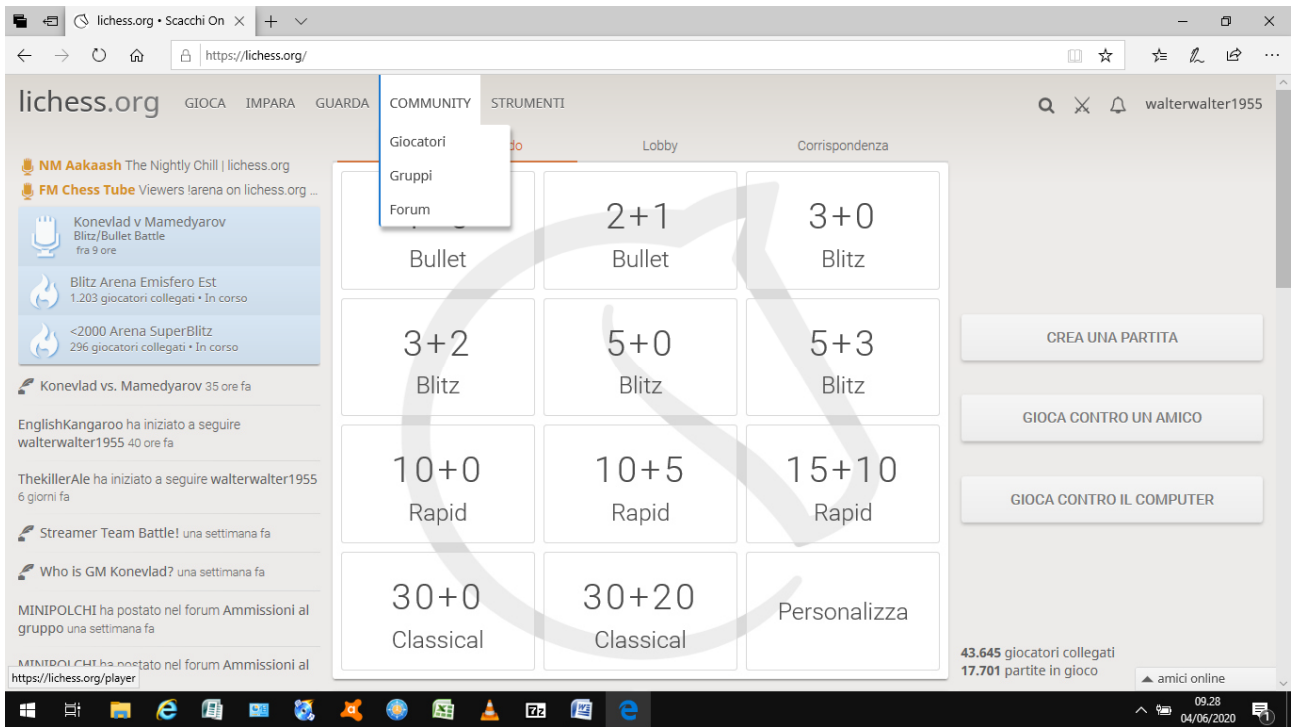 lichess.org • Scacchi On
https://lichess.org/
lichess.org GIOCA IMPARA GUARDA COMMUNITY STRUMENTI walterwalter1955
Giocatori
Gruppi
Forum
do Lobby Corrispondenza
NM Aakaash The Nightly Chill | lichess.org
FM Chess Tube Viewers !arena on lichess.org ...
Konevlad v Mamedyarov
Blitz/Bullet Battle
fra 9 ore
Blitz Arena Emisfero Est
1.203 giocatori collegati • In corso
<2000 Arena SuperBlitz
296 giocatori collegati • In corso
Konevlad vs. Mamedyarov 35 ore fa
EnglishKangaroo ha iniziato a seguire
walterwalter1955 40 ore fa
ThekillerAle ha iniziato a seguire walterwalter1955
6 giorni fa
Streamer Team Battle! una settimana fa
Who is GM Konevlad? una settimana fa
MINIPOLCHI ha postato nel forum Ammissioni al
gruppo una settimana fa
MINIPOLCHI ha postato nel forum Ammissioni al
https://lichess.org/player
Bullet
2+1
Bullet
3+0
Blitz
3+2
Blitz
5+0
Blitz
5+3
Blitz
10+0
Rapid
10+5
Rapid
15+10
Rapid
30+0
Classical
30+20
Classical
Personalizza
CREA UNA PARTITA
GIOCA CONTRO UN AMICO
GIOCA CONTRO IL COMPUTER
43.645 giocatori collegati
17.701 partite in gioco
amici online
7z
09.28
04/06/2020
1